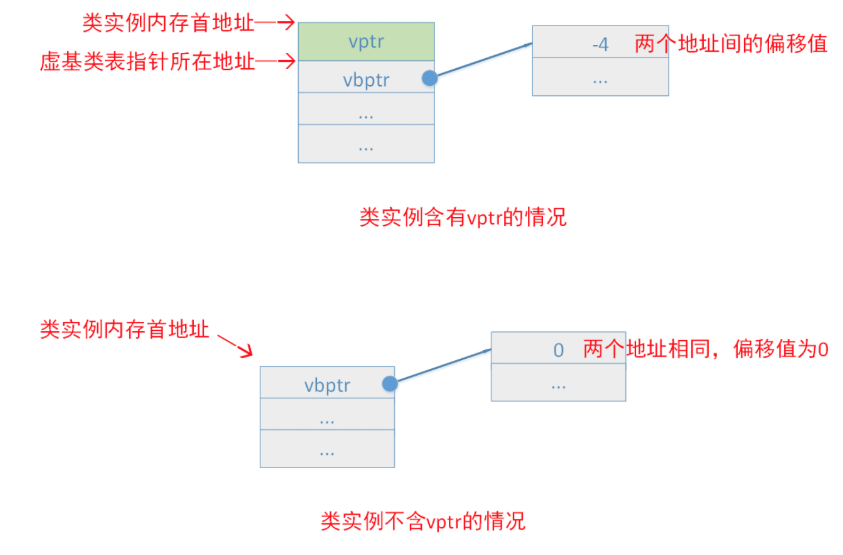 类实例内存首地址
vptr
-4 两个地址间的偏移值
虚基类表指针所在地址
vbptr
...
...
...
类实例含有vptr的情况
类实例内存首地址
0 两个地址相同，偏移值为0
vbptr
...
...
...
类实例不含vptr的情况